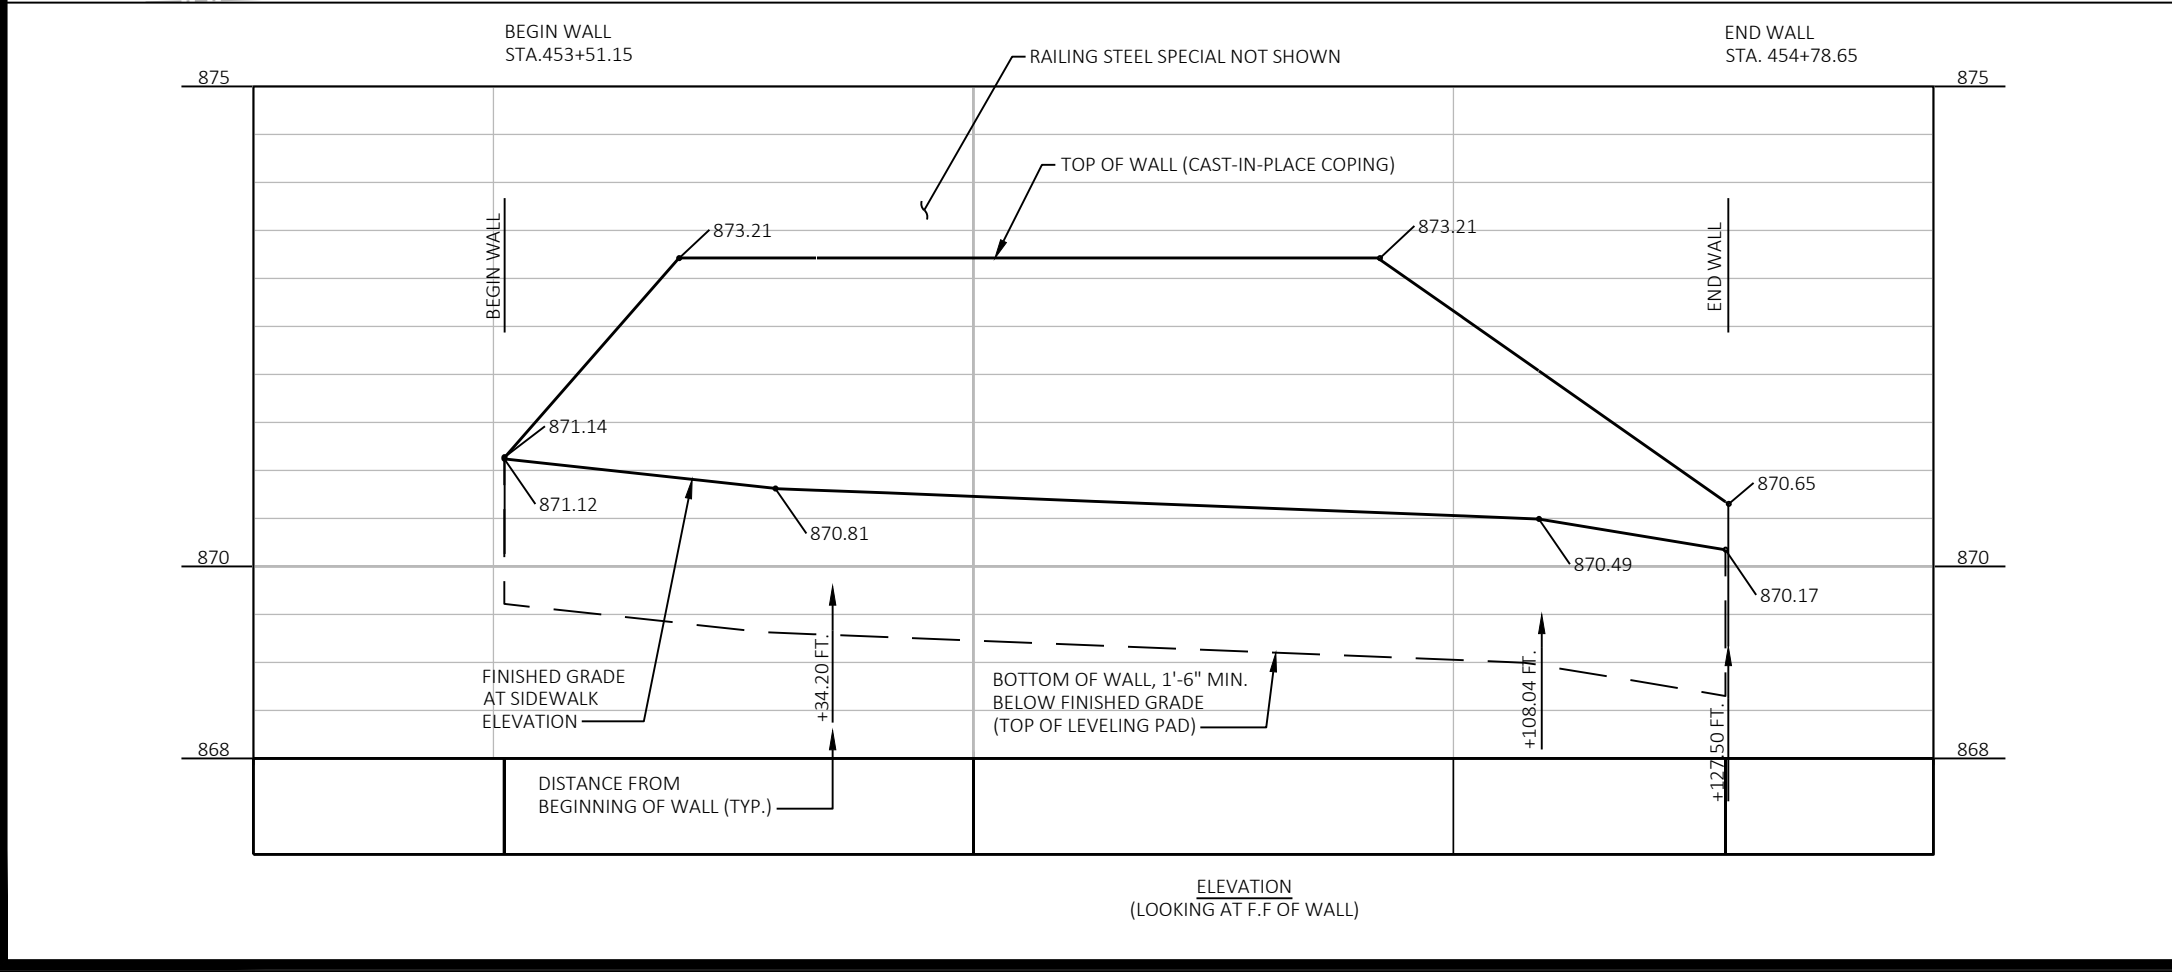 BEGIN WALL
STA.453+51.15
END WALL
STA. 454+78.65
RAILING STEEL SPECIAL NOT SHOWN
875
875
TOP OF WALL (CAST-IN-PLACE COPING)
BEGIN WALL
873.21
873.21
END WALL
871.14
871.12
870.81
870.65
870
870
870.49
870.17
FINISHED GRADE
AT SIDEWALK
ELEVATION
+34.20 FT.
BOTTOM OF WALL, 1'-6" MIN.
BELOW FINISHED GRADE
(TOP OF LEVELING PAD)
+108.04 FT.
+127.50 FT.
868
868
DISTANCE FROM
BEGINNING OF WALL (TYP.)
ELEVATION
(LOOKING AT F.F OF WALL)